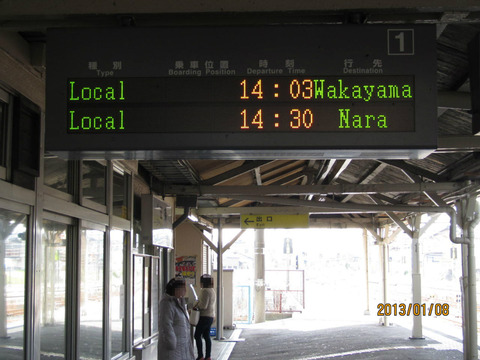 種別 乗車位置 時刻 行先 1
Type Boarding Position Departure Time Destination
Local 14:03 Wakayama
Local 14:30 Nara
出口
2013/01/08